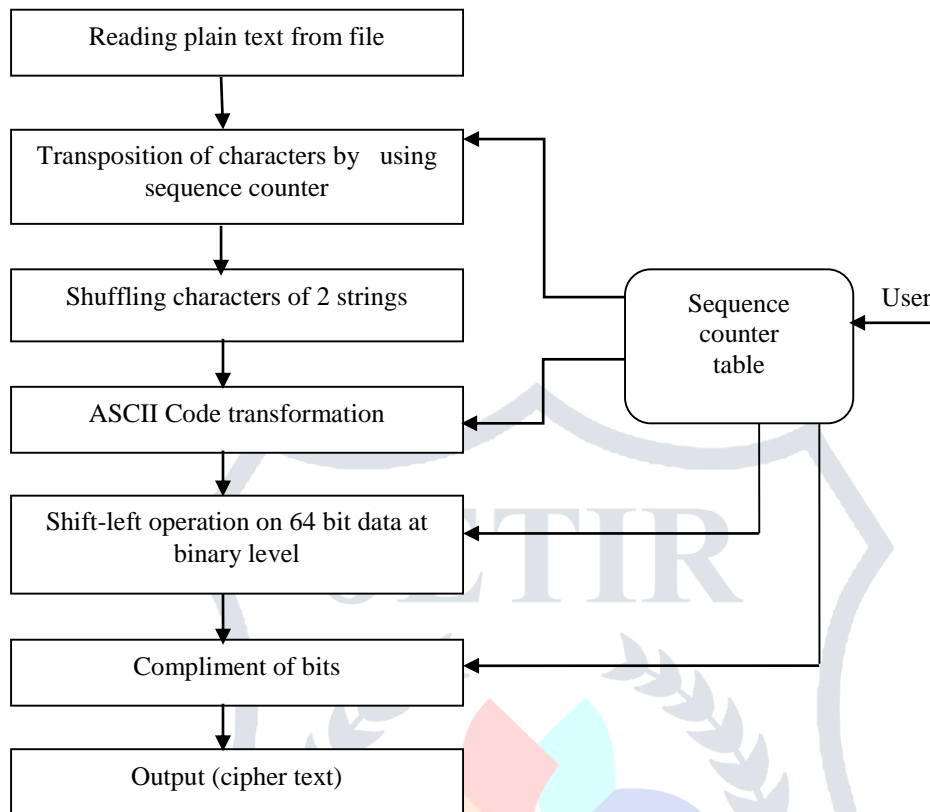 Reading plain text from file
Transposition of characters by using
sequence counter
Shuffling characters of 2 strings
Sequence
counter
table
User
ASCII Code transformation
Shift-left operation on 64 bit data at
binary level
JETIR
Compliment of bits
Output (cipher text)